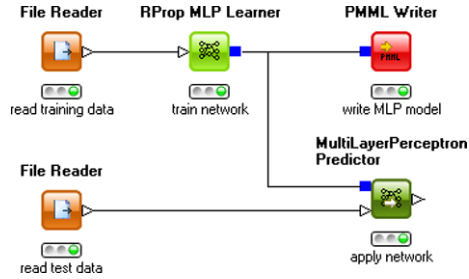 File Reader
RProp MLP Learner
PMML Writer
PMML
read training data
train network
write MLP model
File Reader
MultiLayerPerceptron
Predictor
read test data
apply network